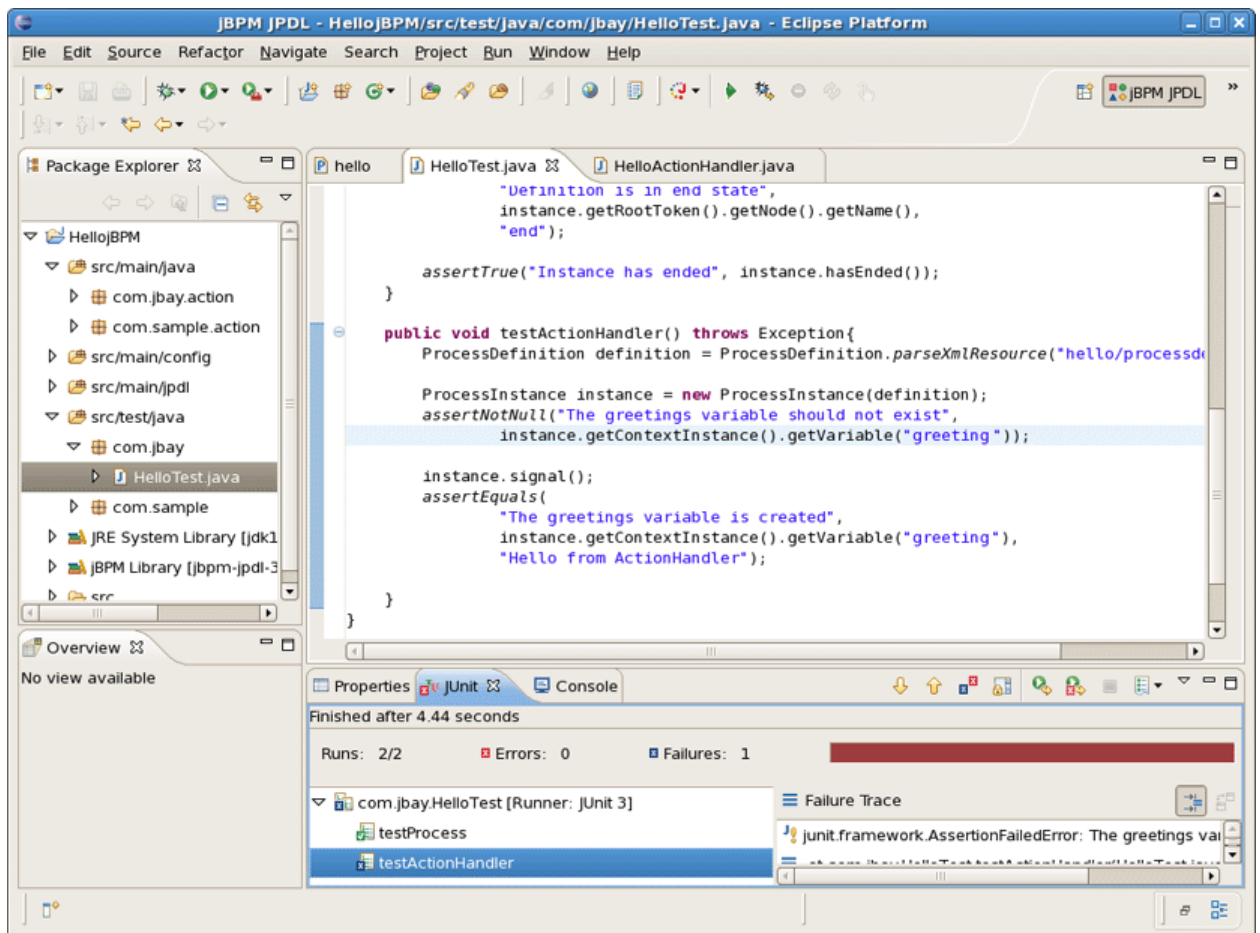 jBPM JPDL - HellojBPM/src/test/java/com/jbay/HelloTest.java - Eclipse Platform
File Edit Source Refactor Navigate Search Project Run Window Help
jBPM JPDL
»
Package Explorer
HellojBPM
src/main/java
com.jbay.action
com.sample.action
src/main/config
src/main/jpdl
src/test/java
com.jbay
HelloTest.java
com.sample
JRE System Library [jdk1
jBPM Library [jbpm-jpdl-3
src
Overview
No view available
hello HelloTest.java HelloActionHandler.java
"Definition is in end state",
instance.getRootToken().getNode().getName(),
"end");
assertTrue("Instance has ended", instance.hasEnded());
}
public void testActionHandler() throws Exception{
ProcessDefinition definition = ProcessDefinition.parseXmlResource("hello/processde
ProcessInstance instance = new ProcessInstance(definition);
assertNotNull("The greetings variable should not exist",
instance.getContextInstance().getVariable("greeting"));
instance.signal();
assertEquals(
"The greetings variable is created",
instance.getContextInstance().getVariable("greeting"),
"Hello from ActionHandler");
}
}
Properties JUnit Console
Finished after 4.44 seconds
Runs: 2/2 Errors: 0 Failures: 1
com.jbay.HelloTest [Runner: JUnit 3]
testProcess
testActionHandler
Failure Trace
junit.framework.AssertionFailedError: The greetings vai